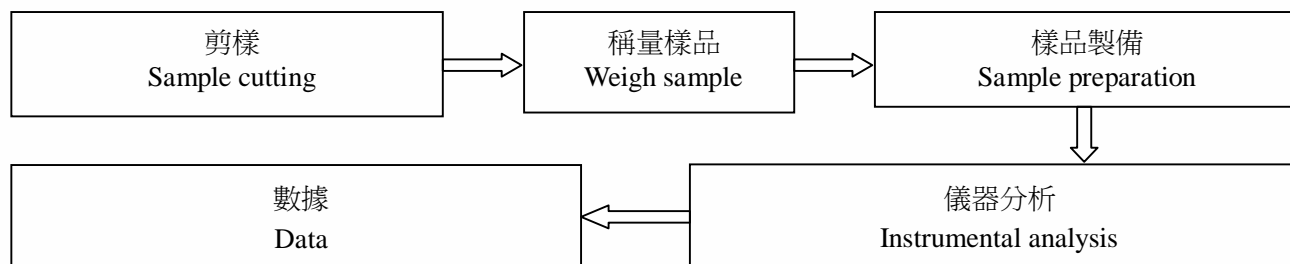 剪樣
Sample cutting
稱量樣品
Weigh sample
樣品製備
Sample preparation
儀器分析
Instrumental analysis
數據
Data